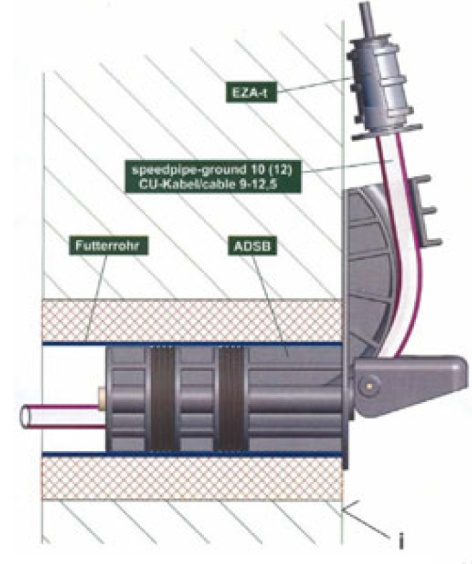 EZA-t
speedpipe-ground 10 (12)
CU-Kabel/cable 9-12,5
Futterrohr
ADSB
i